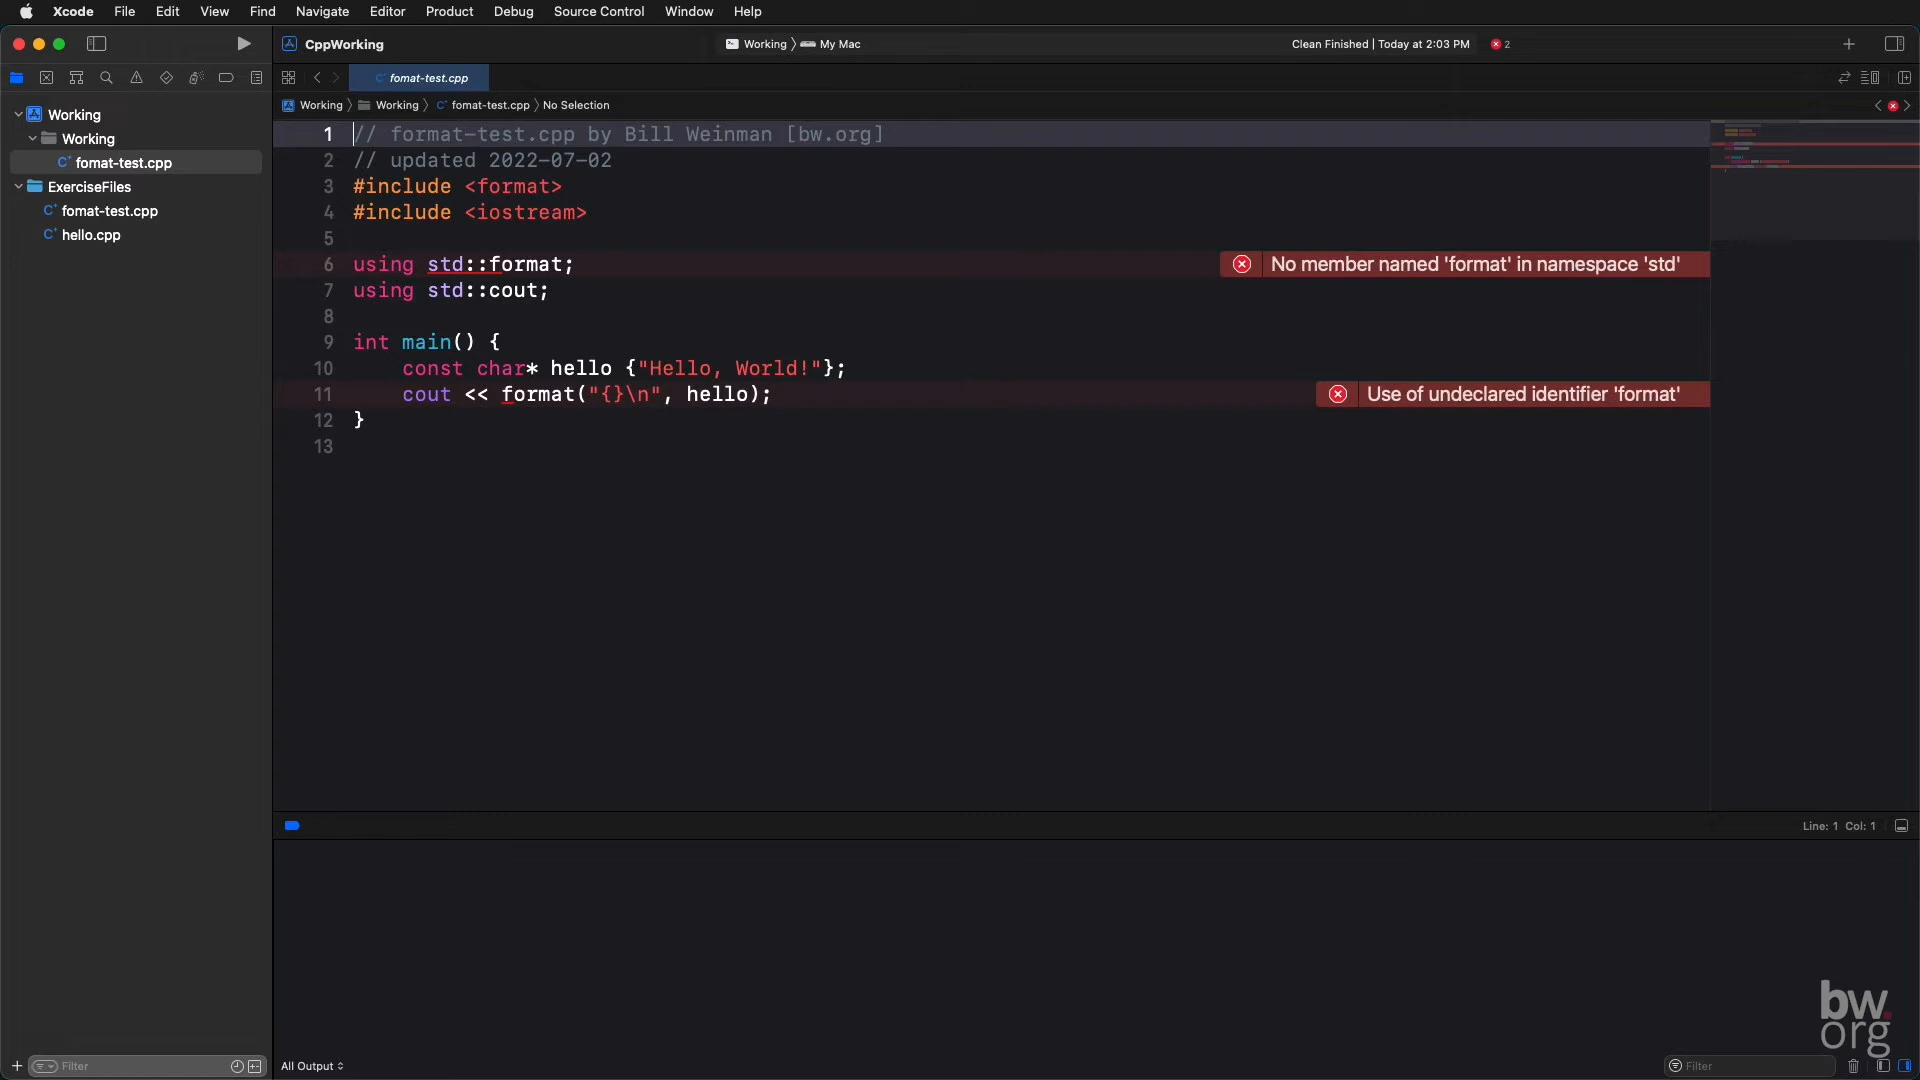 Xcode File Edit View Find Navigate Editor Product Debug Source Control Window Help
CppWorking
Working 〉 My Mac
Clean Finished | Today at 2:03 PM
2
fomat-test.cpp
Working 〉 Working 〉 fomat-test.cpp 〉 No Selection
Working
Working
fomat-test.cpp
ExerciseFiles
fomat-test.cpp
hello.cpp
1 // format-test.cpp by Bill Weinman [bw.org]
2 // updated 2022-07-02
3 #include <format>
4 #include <iostream>
5
6 using std::format; No member named 'format' in namespace 'std'
7 using std::cout;
8
9 int main() {
10 const char* hello {"Hello, World!"};
11 cout << format("{}\n", hello); Use of undeclared identifier 'format'
12 }
13
Line: 1 Col: 1
Filter
All Output
Filter
bw.
org